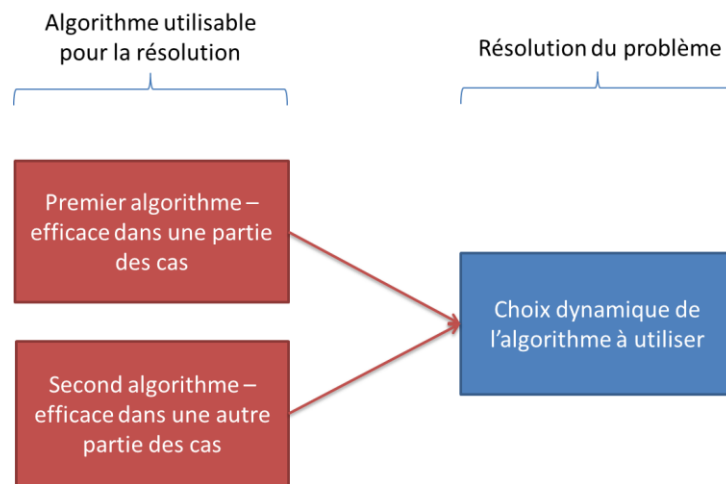 Algorithme utilisable
pour la résolution
Résolution du problème
Premier algorithme –
efficace dans une partie
des cas
Second algorithme –
efficace dans une autre
partie des cas
Choix dynamique de
l'algorithme à utiliser